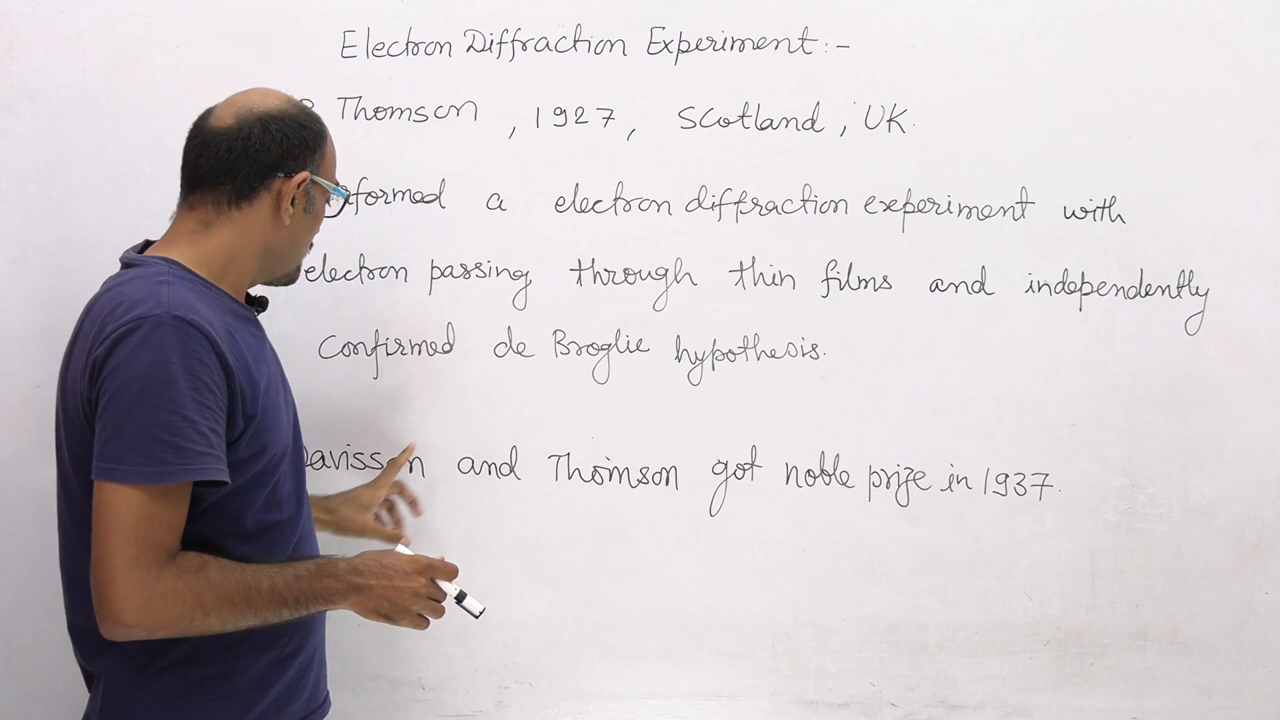 Electron Diffraction Experiment:-
Thomson, 1927, Scotland, UK.
a electron diffraction experiment with
electron passing through thin films and independently
confirmed de Broglie hypothesis.
and Thomson got noble prize in 1937.